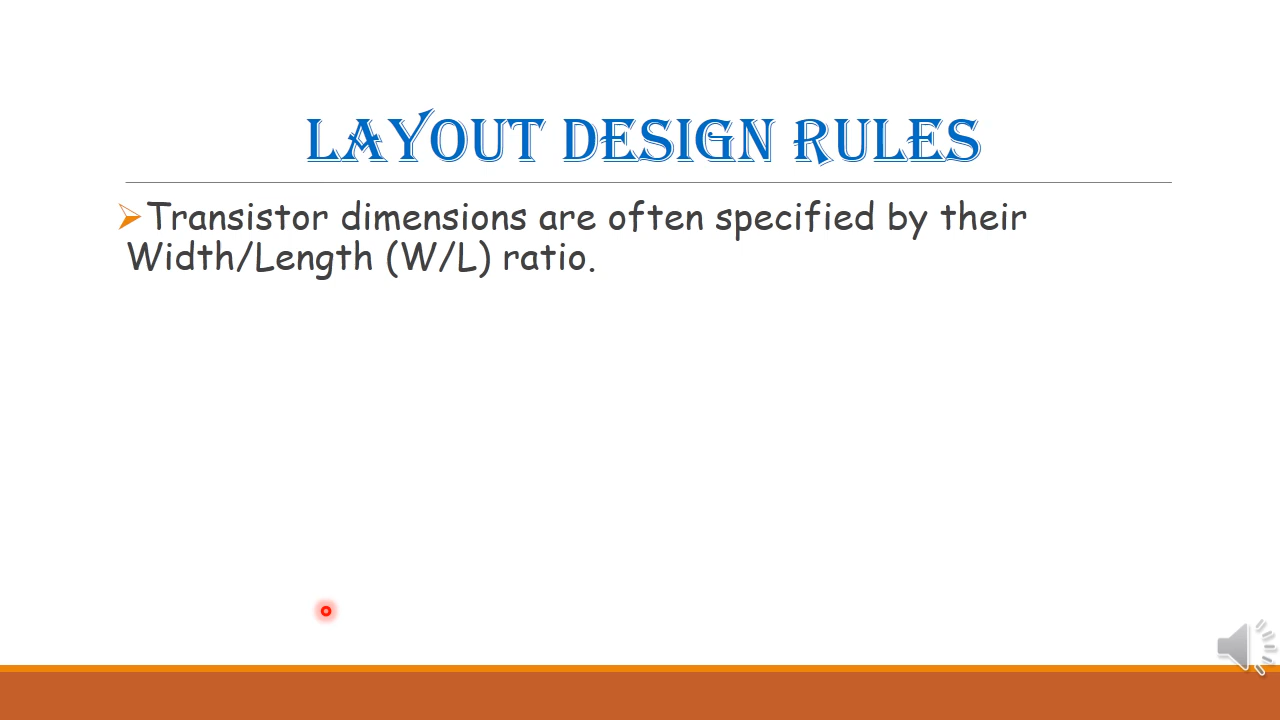 LAYOUT DESIGN RULES
Transistor dimensions are often specified by their
Width/Length (W/L) ratio.